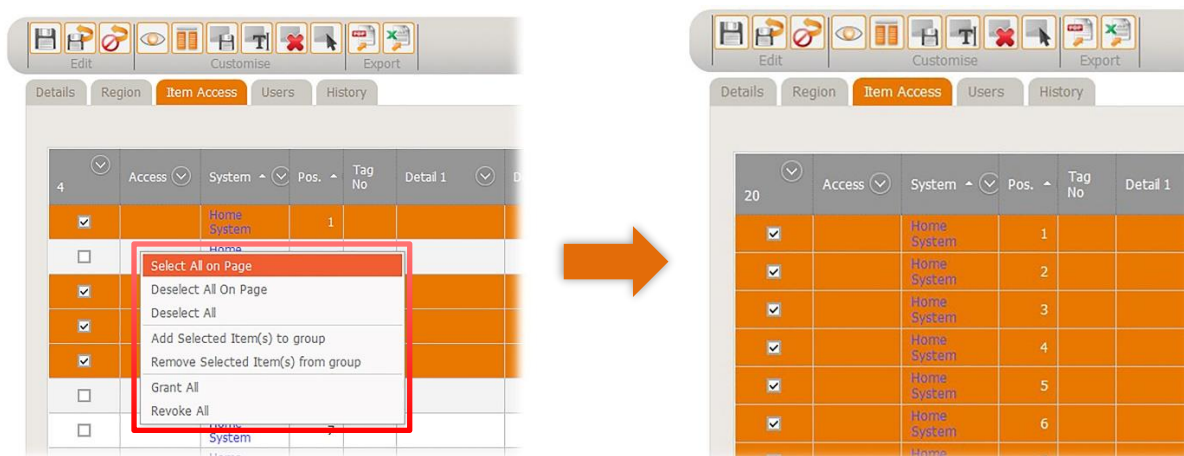 Edit Customise Export
Details Region Item Access Users History
4 Access System Pos. Tag No Detail 1 D
Home System 1
Home
Select All on Page
Deselect All On Page
Deselect All
Add Selected Item(s) to group
Remove Selected Item(s) from group
Grant All
Revoke All
Home System 7
Home
Edit Customise Export
Details Region Item Access Users History
20 Access System Pos. Tag No Detail 1
Home System 1
Home System 2
Home System 3
Home System 4
Home System 5
Home System 6
Home